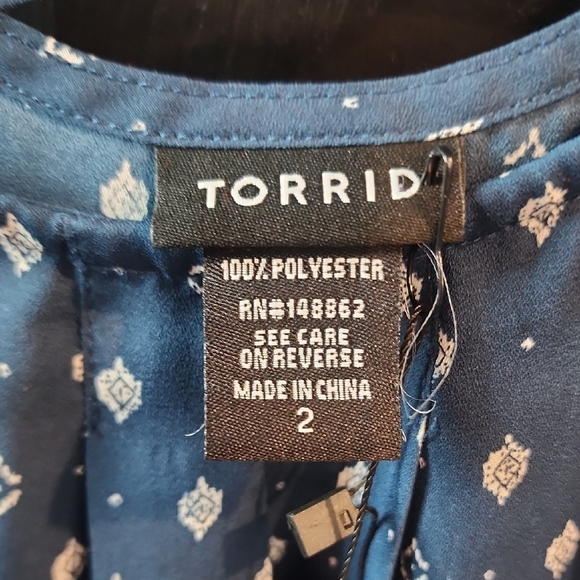 TORRID
100% POLYESTER
RN#148862
SEE CARE
ON REVERSE
MADE IN CHINA
2